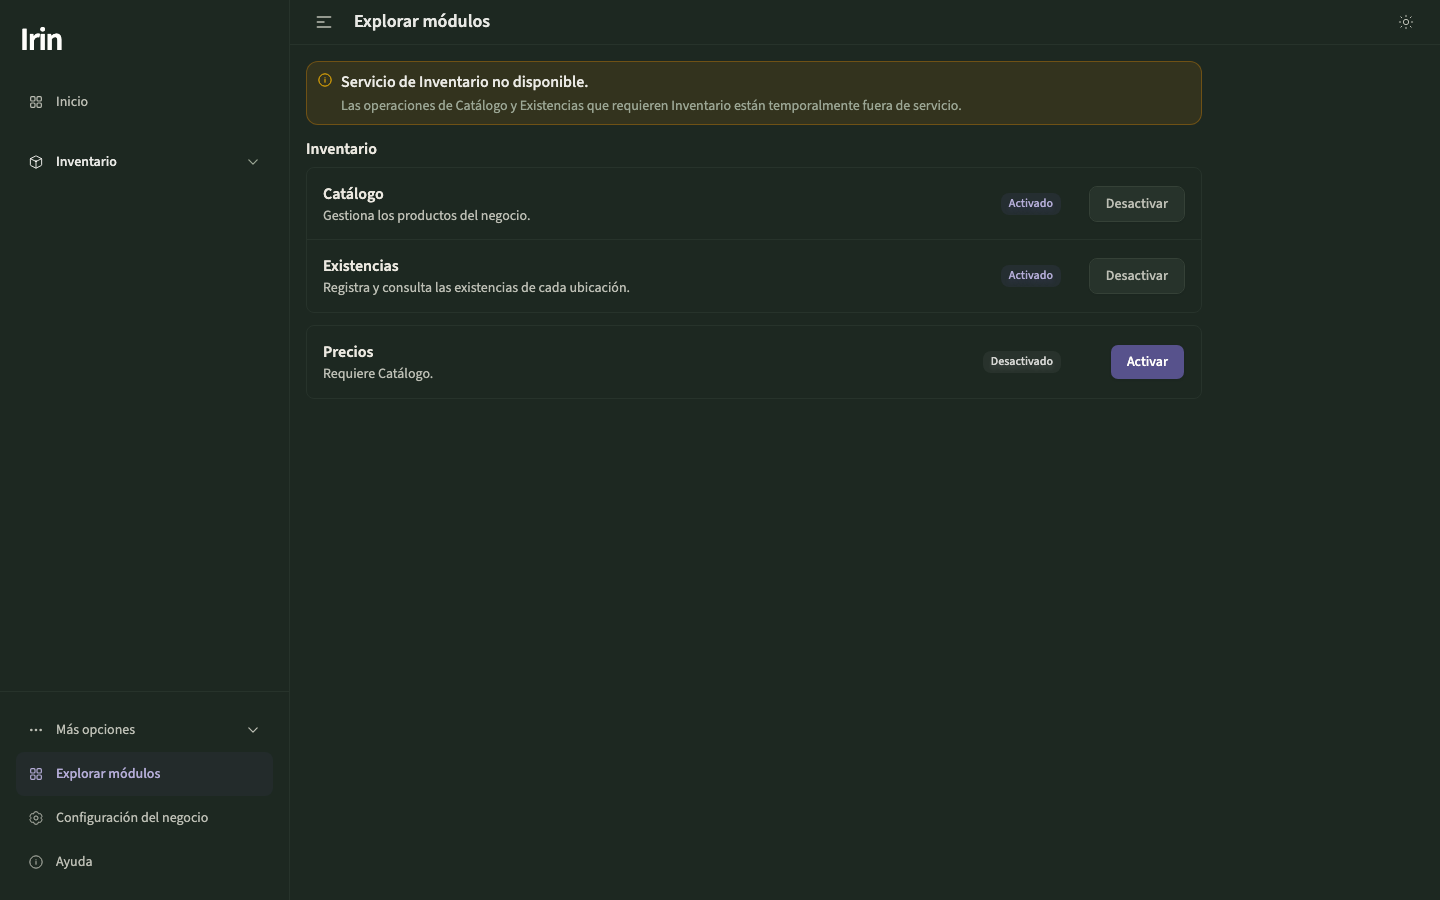 Irin
Explorar módulos
Inicio
Inventario
Servicio de Inventario no disponible.
Las operaciones de Catálogo y Existencias que requieren Inventario están temporalmente fuera de servicio.
Inventario
Catálogo
Gestiona los productos del negocio.
Activado
Desactivar
Existencias
Registra y consulta las existencias de cada ubicación.
Activado
Desactivar
Precios
Requiere Catálogo.
Desactivado
Activar
Más opciones
Explorar módulos
Configuración del negocio
Ayuda